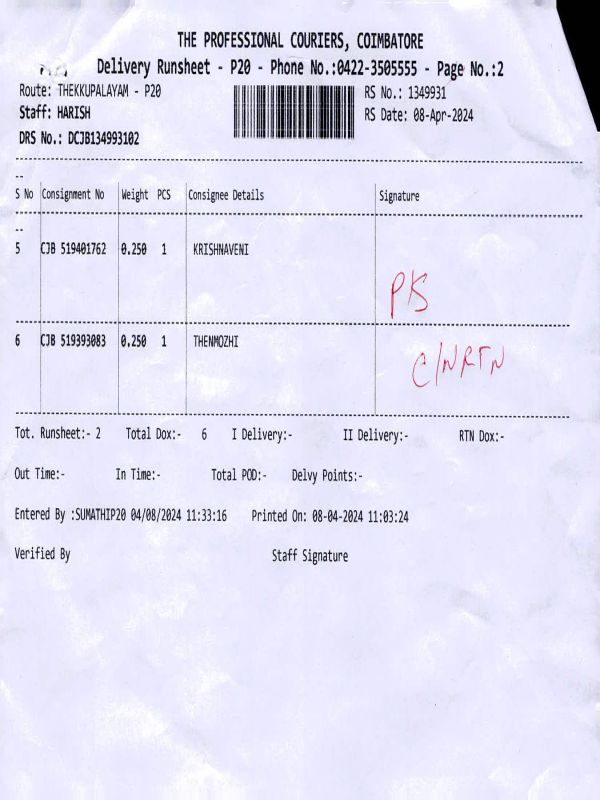 THE PROFESSIONAL COURIERS, COIMBATORE
Delivery Runsheet - P20 - Phone No.:0422-3505555 - Page No.:2
Route: THEKKUPALAYAM - P20
RS No.: 1349931
Staff: HARISH
RS Date: 08-Apr-2024
DRS No.: DCJB134993102
S No Consignment No Weight PCS Consignee Details Signature
5 CJB 519401762 0.250 1 KRISHNAVENI
6 CJB 519393083 0.250 1 THENMOZHI
C/NRTN
Tot. Runsheet:- 2 Total Dox:- 6 I Delivery:- II Delivery:- RTN Dox:-
Out Time:- In Time:- Total POD:- Delvy Points:-
Entered By :SUMATHIP20 04/08/2024 11:33:16 Printed On: 08-04-2024 11:03:24
Verified By Staff Signature